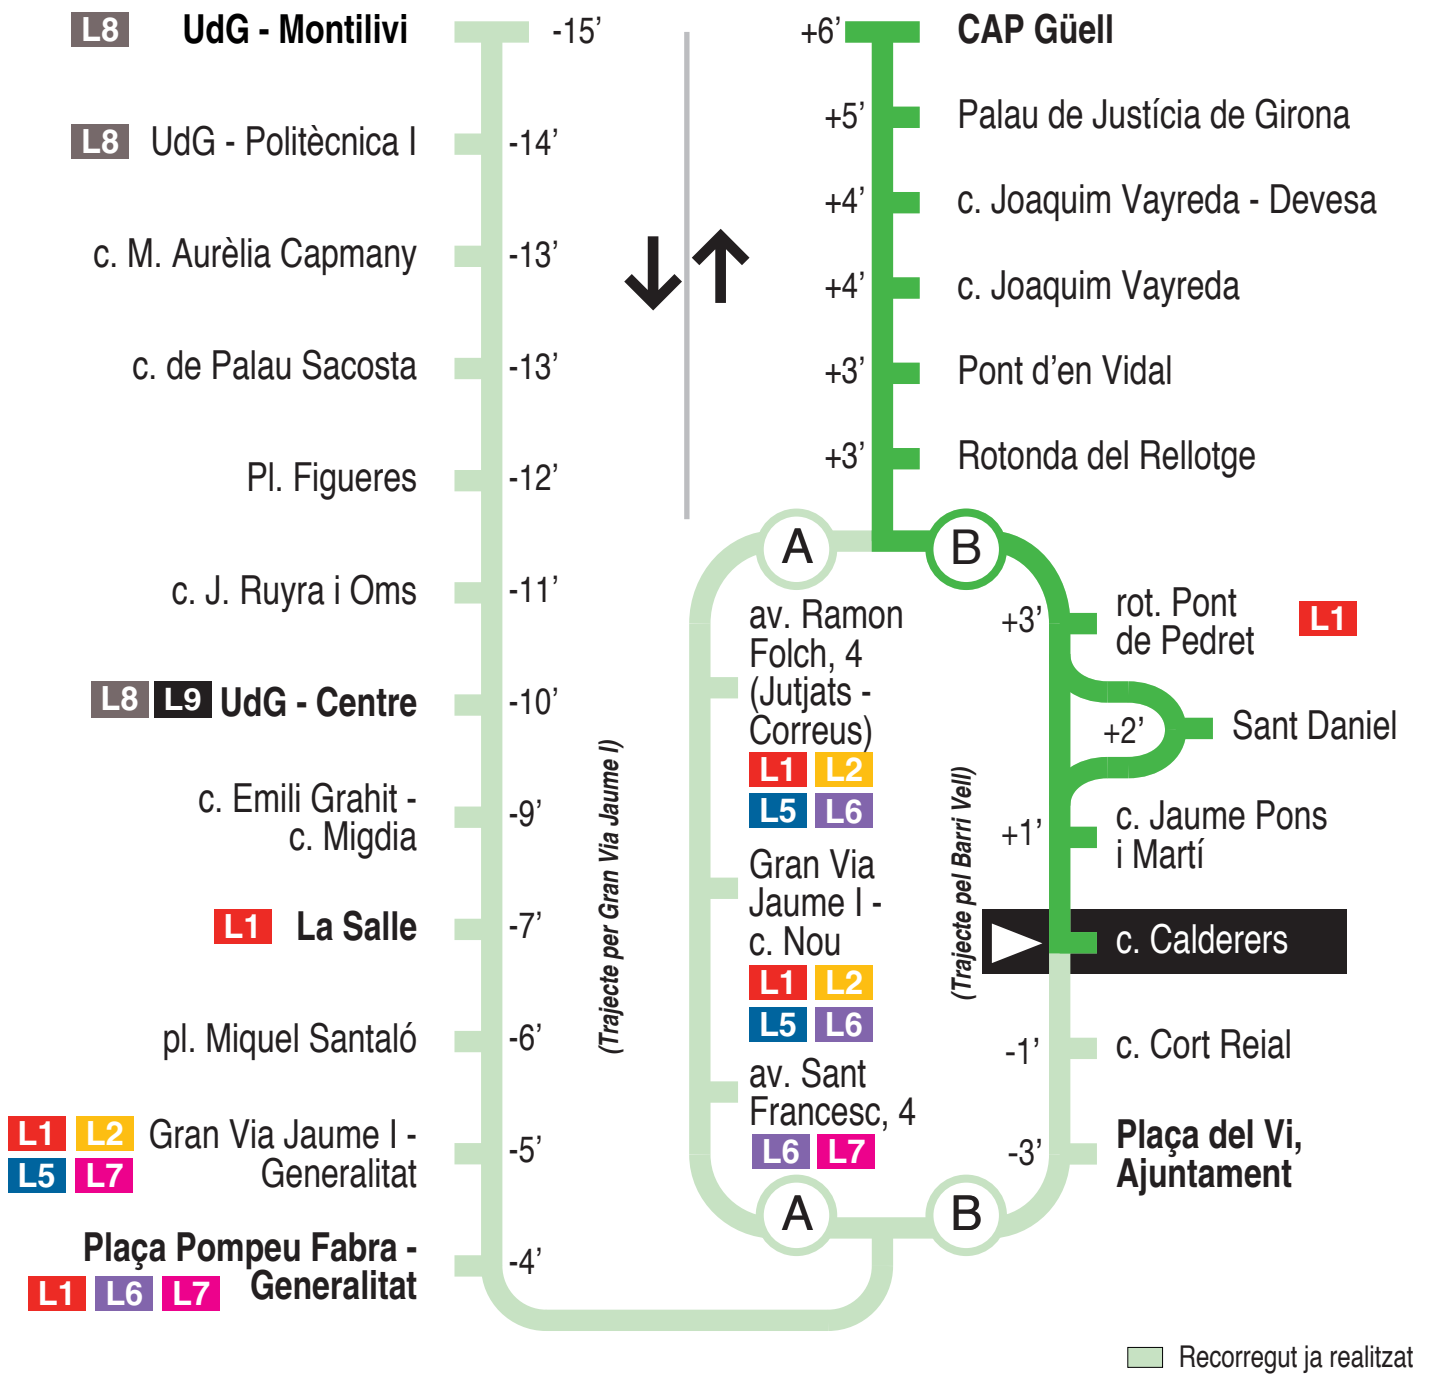 L8 UdG - Montilivi -15’
L8 UdG - Politècnica I -14’
c. M. Aurèlia Capmany -13’
c. de Palau Sacosta -13’
Pl. Figueres -12’
c. J. Ruyra i Oms -11’
L8 L9 UdG - Centre -10’
c. Emili Grahit -
c. Migdia -9’
L1 La Salle -7’
pl. Miquel Santaló -6’
L1 L2 Gran Via Jaume I -
L5 L7 Generalitat -5’
Plaça Pompeu Fabra -
L1 L6 L7 Generalitat -4’
(Trajecte per Gran Via Jaume I)
+6’ CAP Güell
+5’ Palau de Justícia de Girona
+4’ c. Joaquim Vayreda - Devesa
+4’ c. Joaquim Vayreda
+3’ Pont d’en Vidal
+3’ Rotonda del Rellotge
A B
av. Ramon
Folch, 4
(Jutjats -
Correus)
L1 L2
L5 L6
Gran Via
Jaume I -
c. Nou
L1 L2
L5 L6
av. Sant
Francesc, 4
L6 L7
A B
(Trajecte pel Barri Vell)
+3’ rot. Pont
de Pedret L1
+2’ Sant Daniel
+1’ c. Jaume Pons
i Martí
c. Calderers
-1’ c. Cort Reial
-3’ Plaça del Vi,
Ajuntament
Recorregut ja realitzat